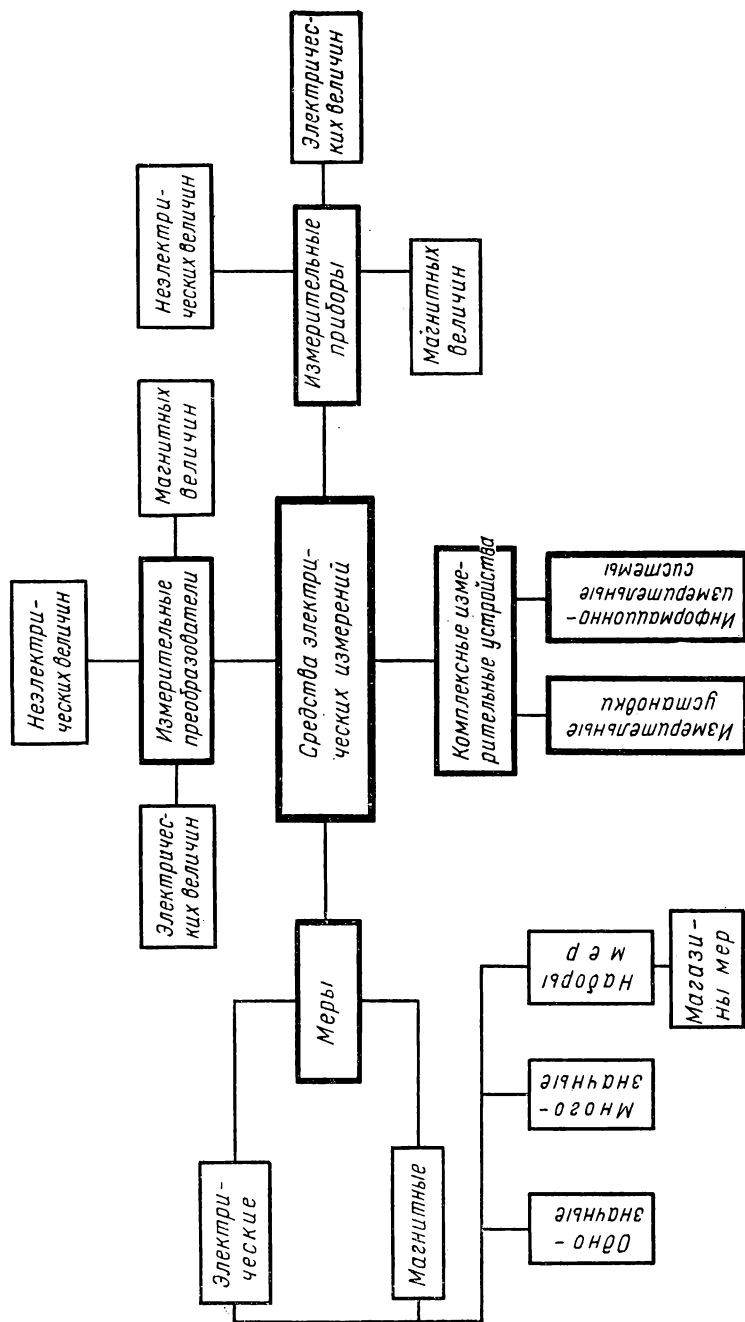 Неэлектри-
ческих величин
Электричес-
ких величин
Измерительные
преобразователи
Магнитных
величин
Неэлектри-
ческих величин
Электричес-
ких величин
Измерительные
приборы
Магнитных
величин
Средства электри-
ческих измерений
Меры
Электри-
ческие
Магнитные
Одно-
значные
Много-
значные
Наборы
мер
Магази-
ны мер
Комплексные изме-
рительные устройства
Измерительные
установки
Информационно-
измерительные
системы